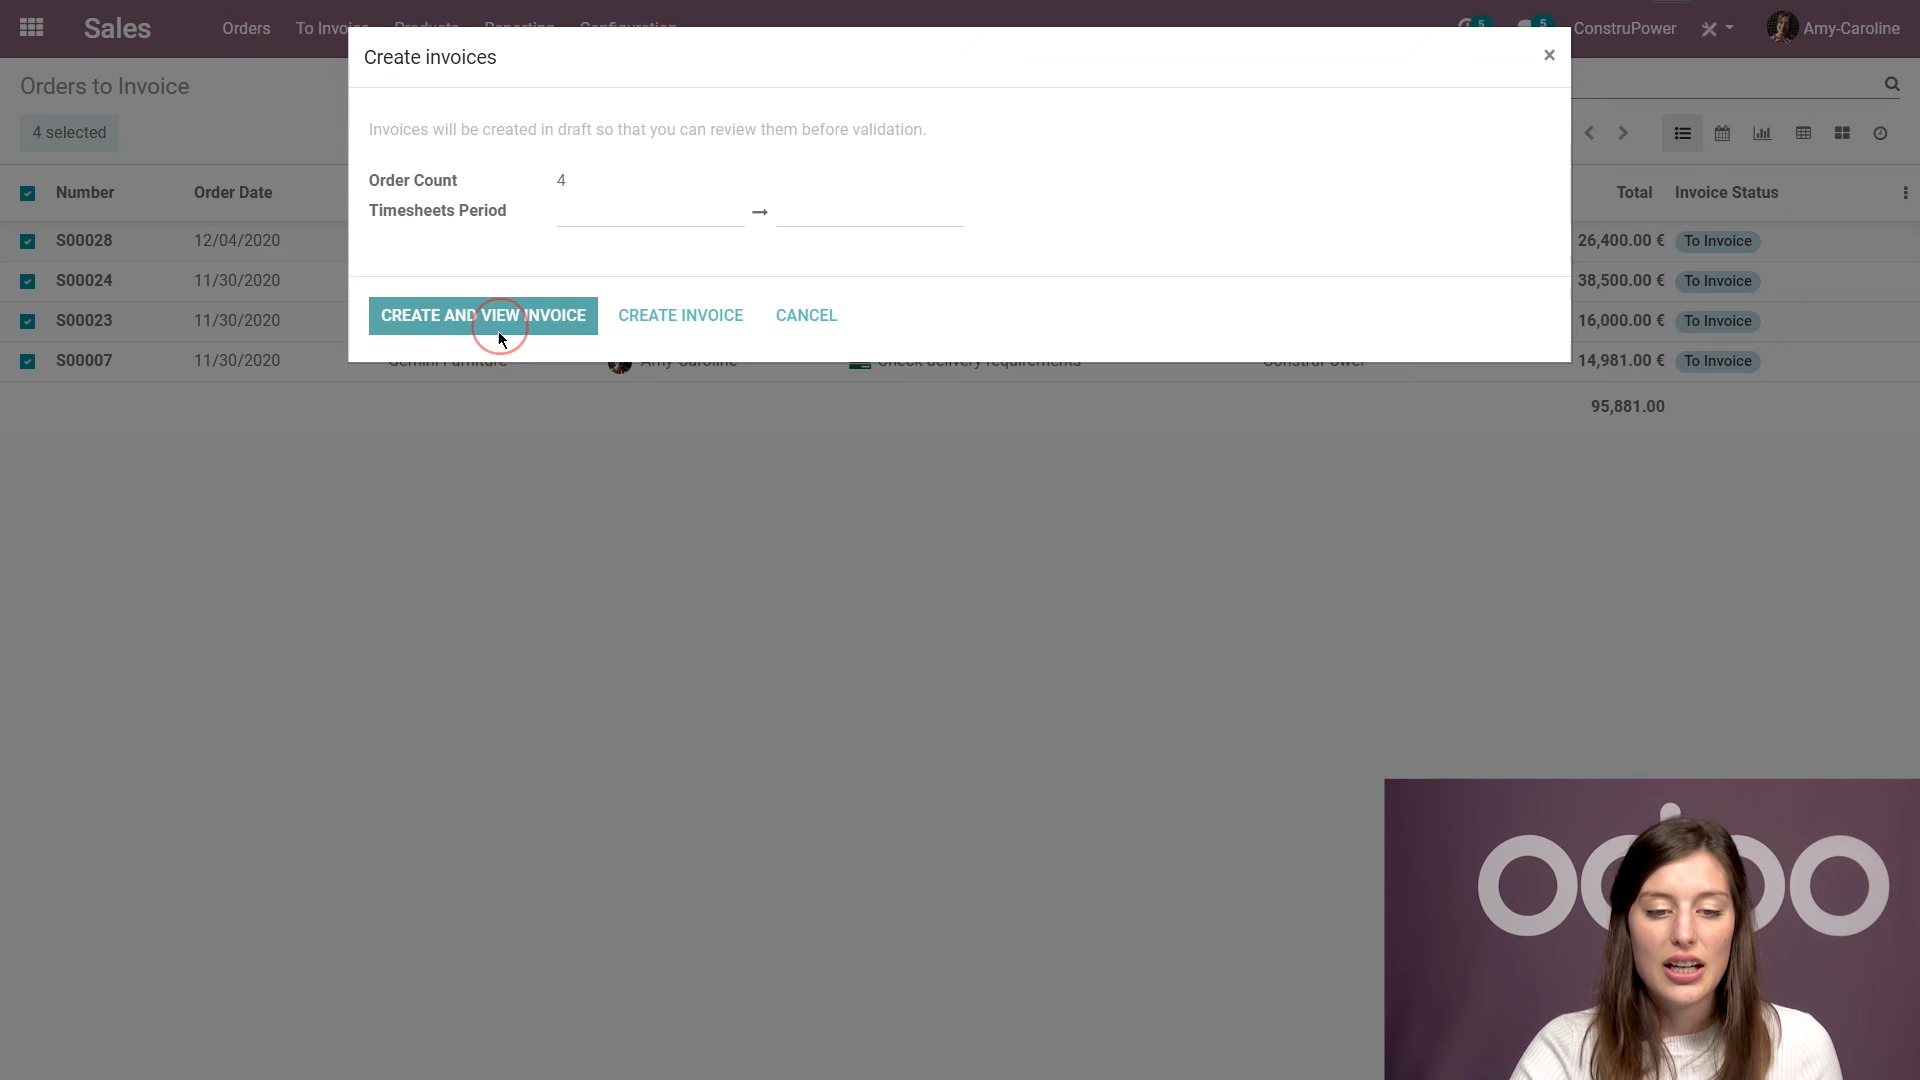 Sales Orders To Invoice Products Reporting Configuration 5 5 ConstruPower Amy-Caroline
Create invoices ×
Orders to Invoice
4 selected
Invoices will be created in draft so that you can review them before validation.
Order Count 4
Timesheets Period →
CREATE AND VIEW INVOICE CREATE INVOICE CANCEL
Number Order Date Total Invoice Status
S00028 12/04/2020 26,400.00 € To Invoice
S00024 11/30/2020 38,500.00 € To Invoice
S00023 11/30/2020 16,000.00 € To Invoice
S00007 11/30/2020 Gemini Furniture Amy-Caroline Check delivery requirements ConstruPower 14,981.00 € To Invoice
95,881.00
odoo